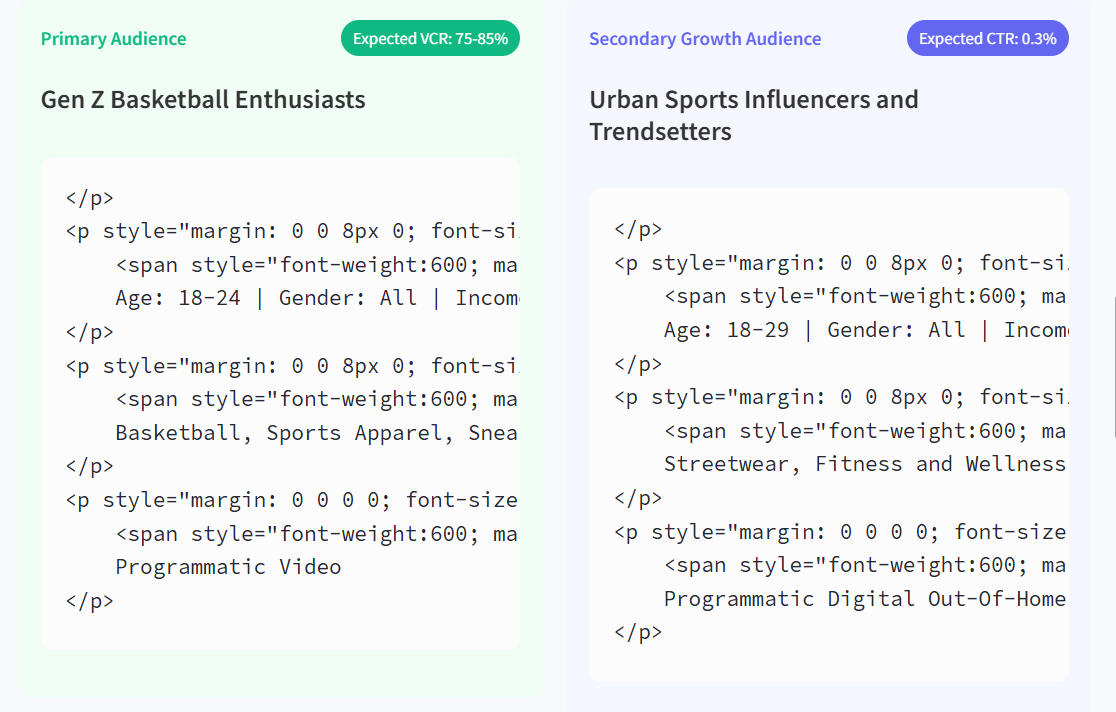 Primary Audience
Expected VCR: 75-85%
Gen Z Basketball Enthusiasts
</p>
<p style="margin: 0 0 8px 0; font-si
<span style="font-weight:600; ma
Age: 18-24 | Gender: All | Incom
</p>
<p style="margin: 0 0 8px 0; font-si
<span style="font-weight:600; ma
Basketball, Sports Apparel, Snea
</p>
<p style="margin: 0 0 0 0; font-size
<span style="font-weight:600; ma
Programmatic Video
</p>
Secondary Growth Audience
Expected CTR: 0.3%
Urban Sports Influencers and
Trendsetters
</p>
<p style="margin: 0 0 8px 0; font-si
<span style="font-weight:600; ma
Age: 18-29 | Gender: All | Incom
</p>
<p style="margin: 0 0 8px 0; font-si
<span style="font-weight:600; ma
Streetwear, Fitness and Wellness
</p>
<p style="margin: 0 0 0 0; font-size
<span style="font-weight:600; ma
Programmatic Digital Out-Of-Home
</p>